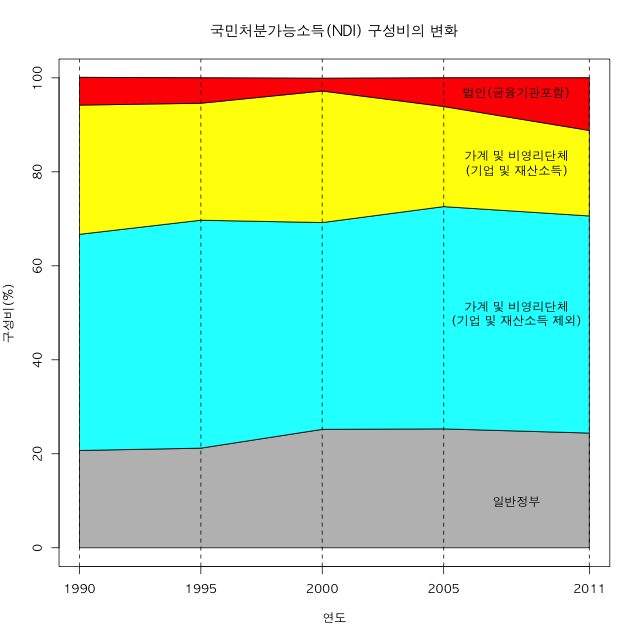 국민처분가능소득(NDI) 구성비의 변화
100
80
60
40
20
0
구성비(%)
법인(금융기관포함)
가계 및 비영리단체
(기업 및 재산소득)
가계 및 비영리단체
(기업 및 재산소득 제외)
일반정부
1990 1995 2000 2005 2011
연도